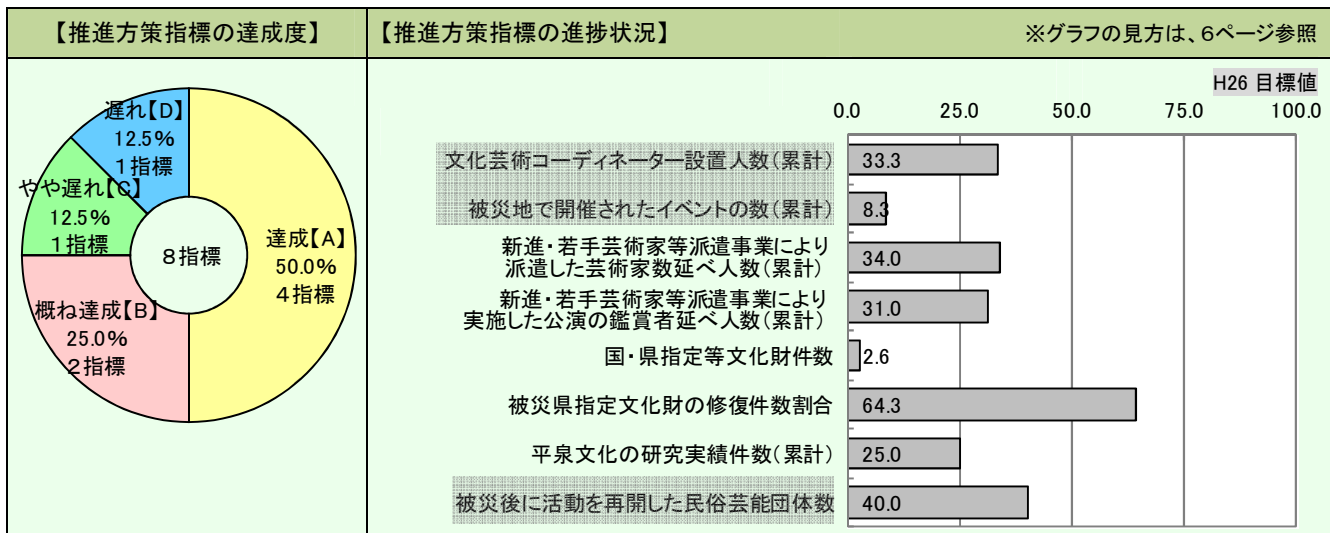 【推進方策指標の達成度】
【推進方策指標の進捗状況】
※グラフの見方は、6ページ参照
遅れ【D】
12.5%
1指標
やや遅れ【C】
12.5%
1指標
概ね達成【B】
25.0%
2指標
達成【A】
50.0%
4指標
8指標
H26 目標値
0.0 25.0 50.0 75.0 100.0
文化芸術コーディネーター設置人数(累計) 33.3
被災地で開催されたイベントの数(累計) 8.3
新進・若手芸術家等派遣事業により
派遣した芸術家数延べ人数(累計) 34.0
新進・若手芸術家等派遣事業により
実施した公演の鑑賞者延べ人数(累計) 31.0
国・県指定等文化財件数 2.6
被災県指定文化財の修復件数割合 64.3
平泉文化の研究実績件数(累計) 25.0
被災後に活動を再開した民俗芸能団体数 40.0